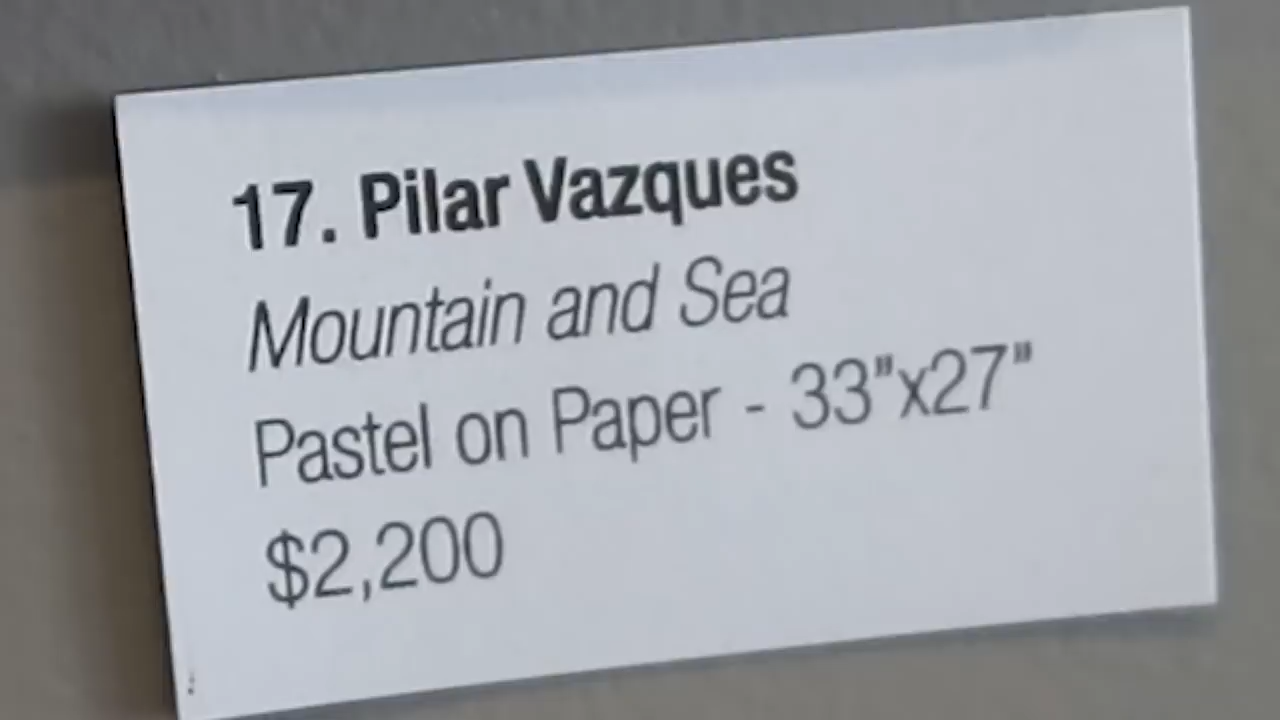 17. Pilar Vazques
Mountain and Sea
Pastel on Paper - 33"x27"
$2,200